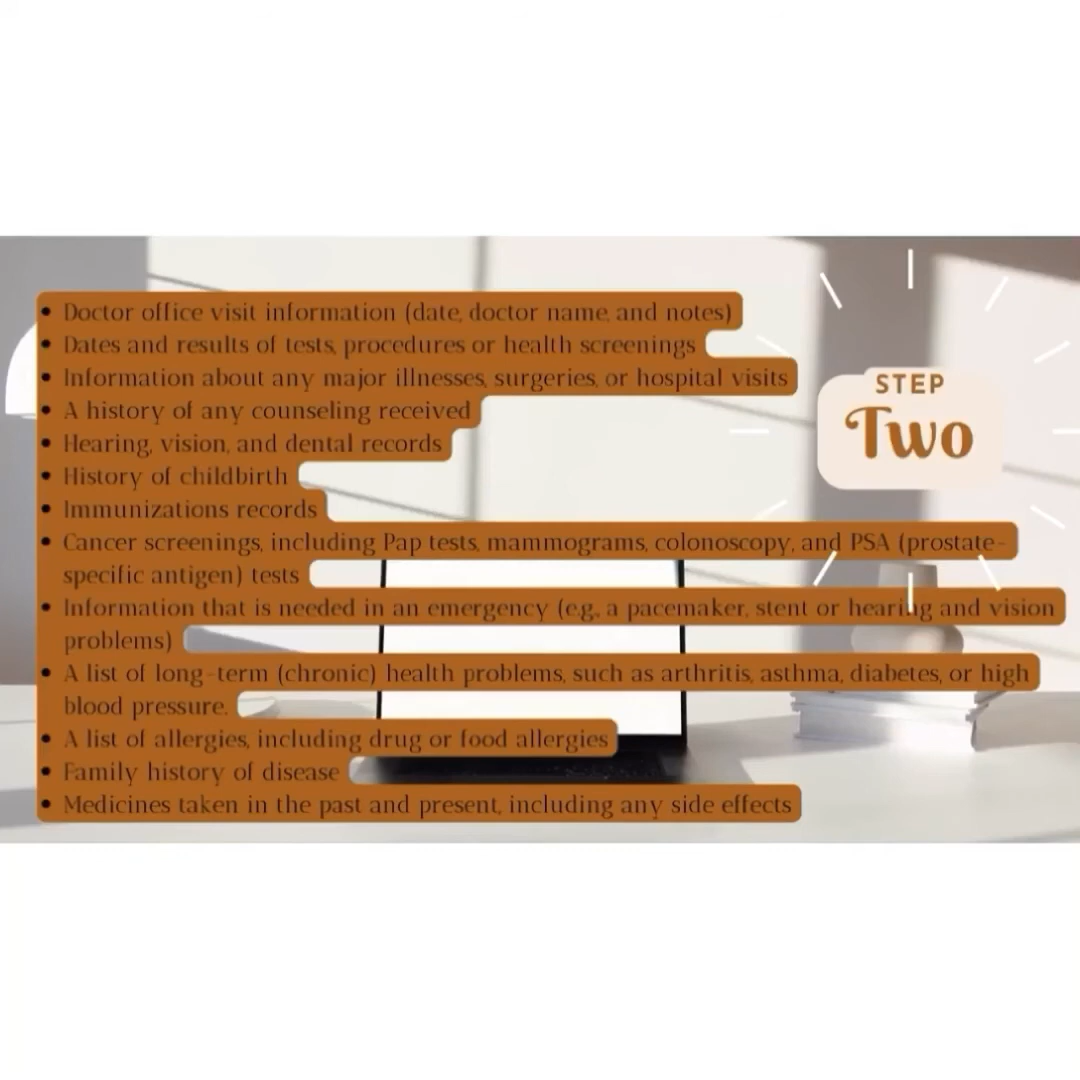 • Doctor office visit information (date, doctor name, and notes)
• Dates and results of tests, procedures or health screenings
• Information about any major illnesses, surgeries, or hospital visits
• A history of any counseling received
• Hearing, vision, and dental records
• History of childbirth
• Immunizations records
• Cancer screenings, including Pap tests, mammograms, colonoscopy, and PSA (prostate-
specific antigen) tests
• Information that is needed in an emergency (e.g., a pacemaker, stent or hearing and vision
problems)
• A list of long-term (chronic) health problems, such as arthritis, asthma, diabetes, or high
blood pressure.
• A list of allergies, including drug or food allergies
• Family history of disease
• Medicines taken in the past and present, including any side effects
STEP
Two